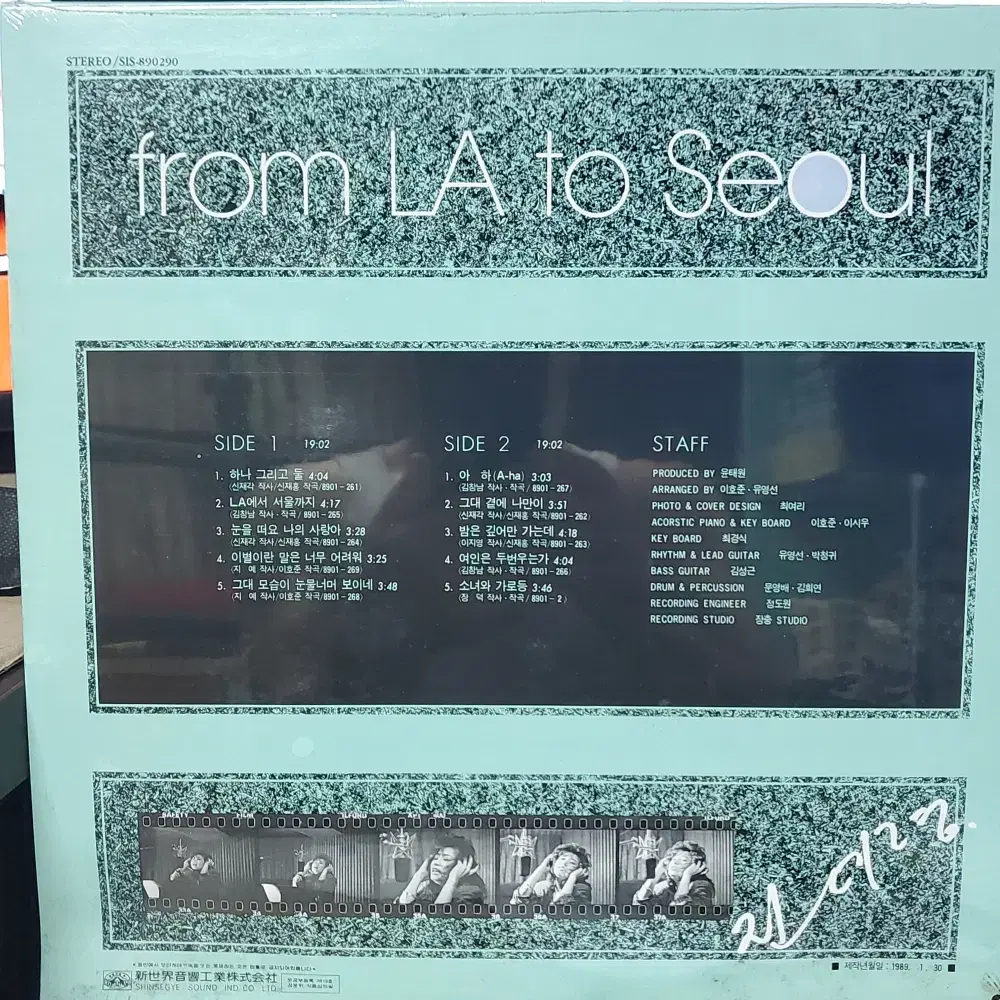 STEREO/SIS-890290
from LA to Seoul
SIDE 1 19:02
1. 하나 그리고 둘 4:04
(신재각 작사/신재홍 작곡/8901-261)
2. LA에서 서울까지 4:17
(김창남 작사·작곡/8901-265)
3. 눈을 떠요 나의 사랑아 3:28
(신재각 작사/신재홍 작곡/8901-264)
4. 이별이란 말은 너무 어려워 3:25
(지 예 작사/이호준 작곡/8901-269)
5. 그대 모습이 눈물너머 보이네 3:48
(지 예 작사/이호준 작곡/8901-268)
SIDE 2 19:02
1. 아 하(A-ha) 3:03
(김창남 작사·작곡/8901-267)
2. 그대 곁에 나만이 3:51
(신재각 작사/신재홍 작곡/8901-262)
3. 밤은 깊어만 가는데 4:18
(이지영 작사/신재홍 작곡/8901-263)
4. 여인은 두번우는가 4:04
(김창남 작사·작곡/8901-266)
5. 소녀와 가로등 3:46
(장 덕 작사·작곡/8901-2 )
STAFF
PRODUCED BY 윤태원
ARRANGED BY 이호준·유영선
PHOTO & COVER DESIGN 최여리
ACORSTIC PIANO & KEY BOARD 이호준·이시우
KEY BOARD 최경식
RHYTHM & LEAD GUITAR 유영선·박청귀
BASS GUITAR 김성근
DRUM & PERCUSSION 문영배·김희연
RECORDING ENGINEER 정도원
RECORDING STUDIO 장충 STUDIO
SAFETY FILM
新世界音響工業株式会社
SHINSEGYE SOUND IND. CO. LTD.
■ 제작년월일 : 1989. 1. 30 ■